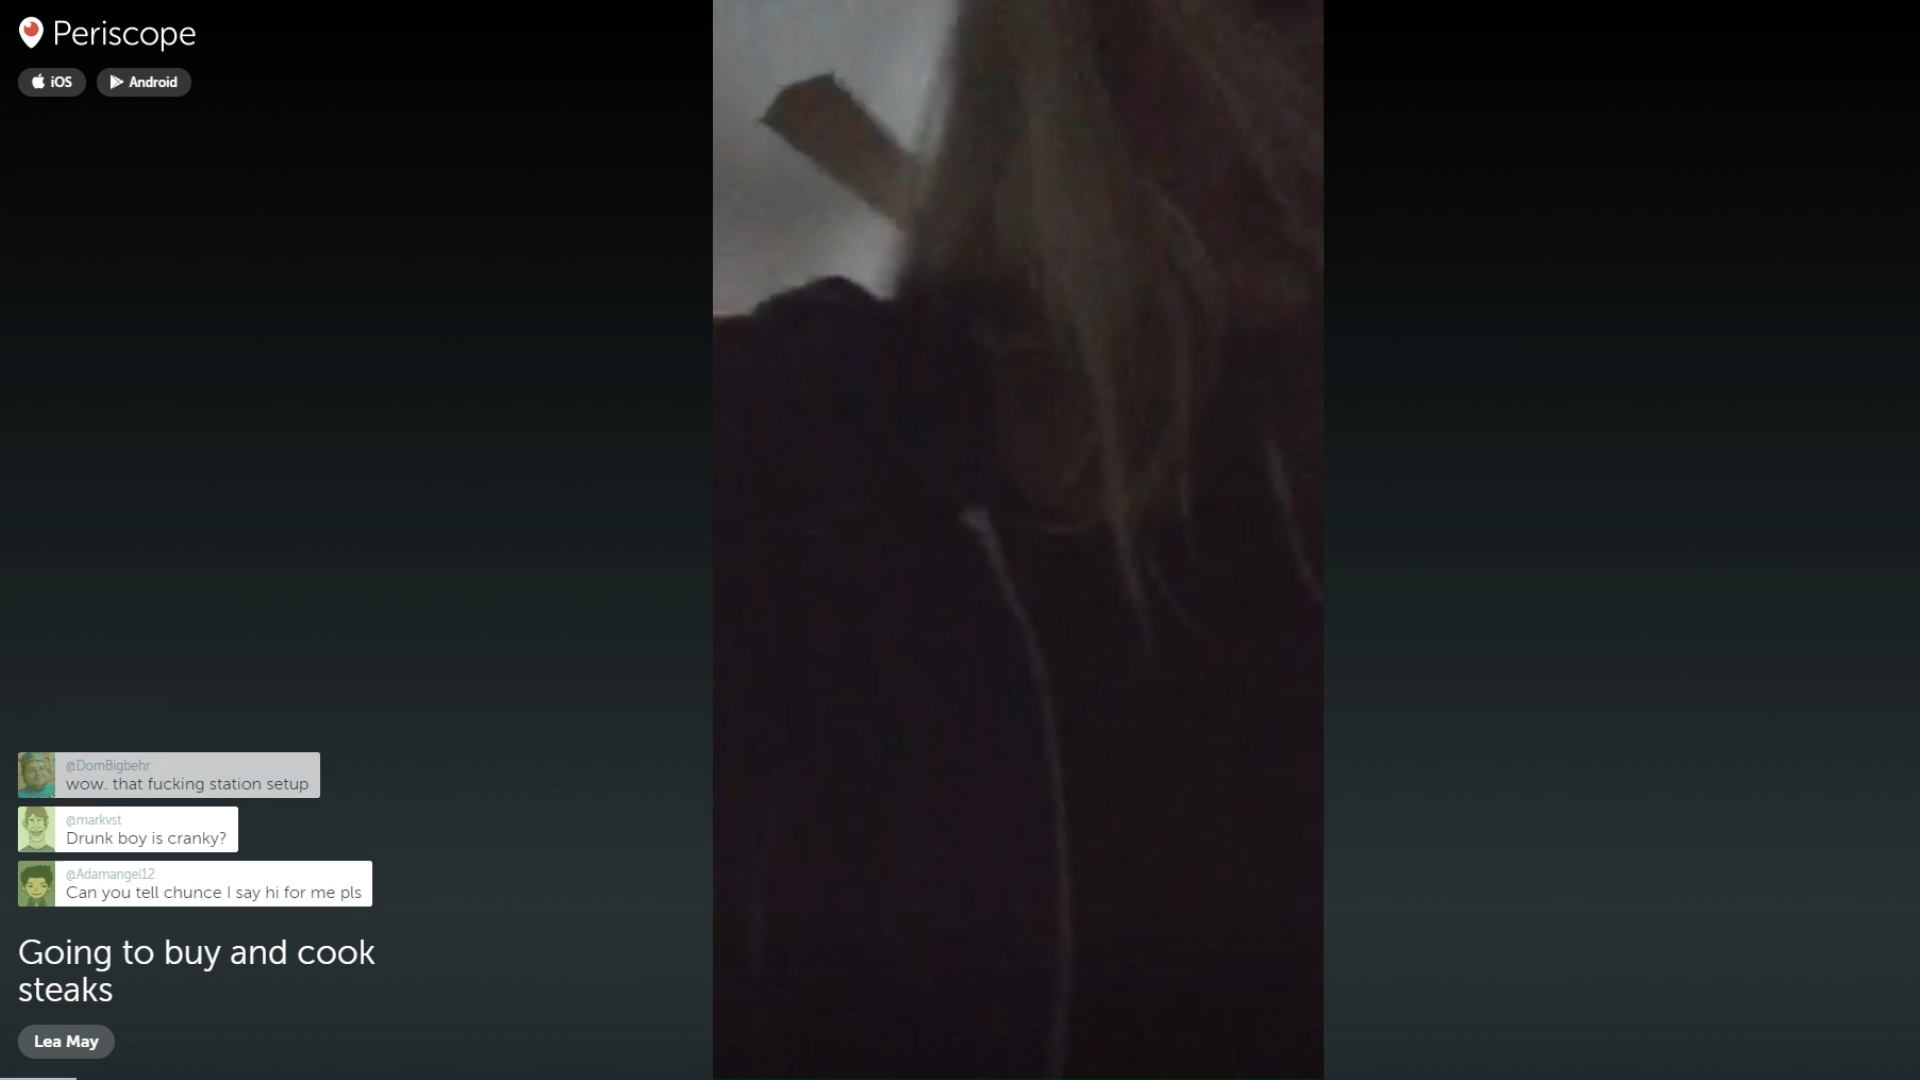 Periscope
iOS
Android
@DomBigbehr
wow. that fucking station setup
@markvst
Drunk boy is cranky?
@Adamangel12
Can you tell chunce I say hi for me pls
Going to buy and cook
steaks
Lea May